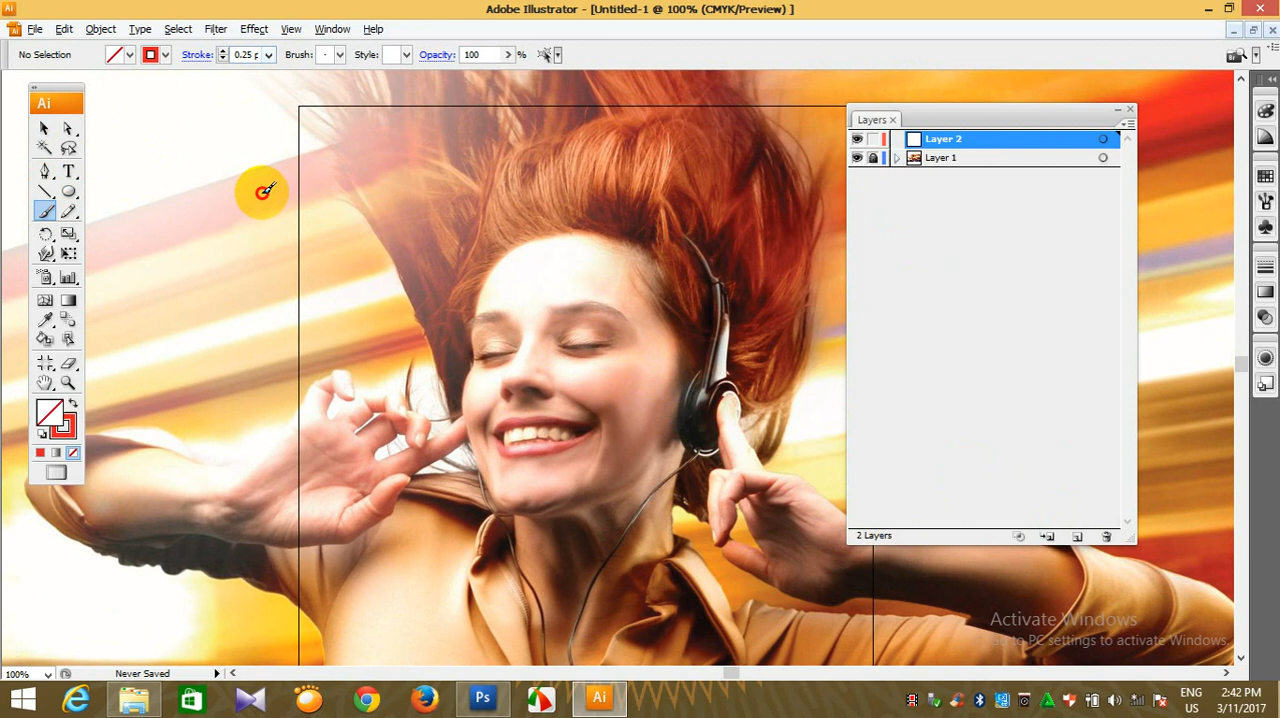 Adobe Illustrator - [Untitled-1 @ 100% (CMYK/Preview) ]
File Edit Object Type Select Filter Effect View Window Help
No Selection Stroke: 0.25 p Brush: Style: Opacity: 100 %
Ai
Layers
Layer 2
Layer 1
2 Layers
Activate Windows
Go to PC settings to activate Windows.
100% Never Saved
Ps Ai
ENG 2:42 PM
US 3/11/2017